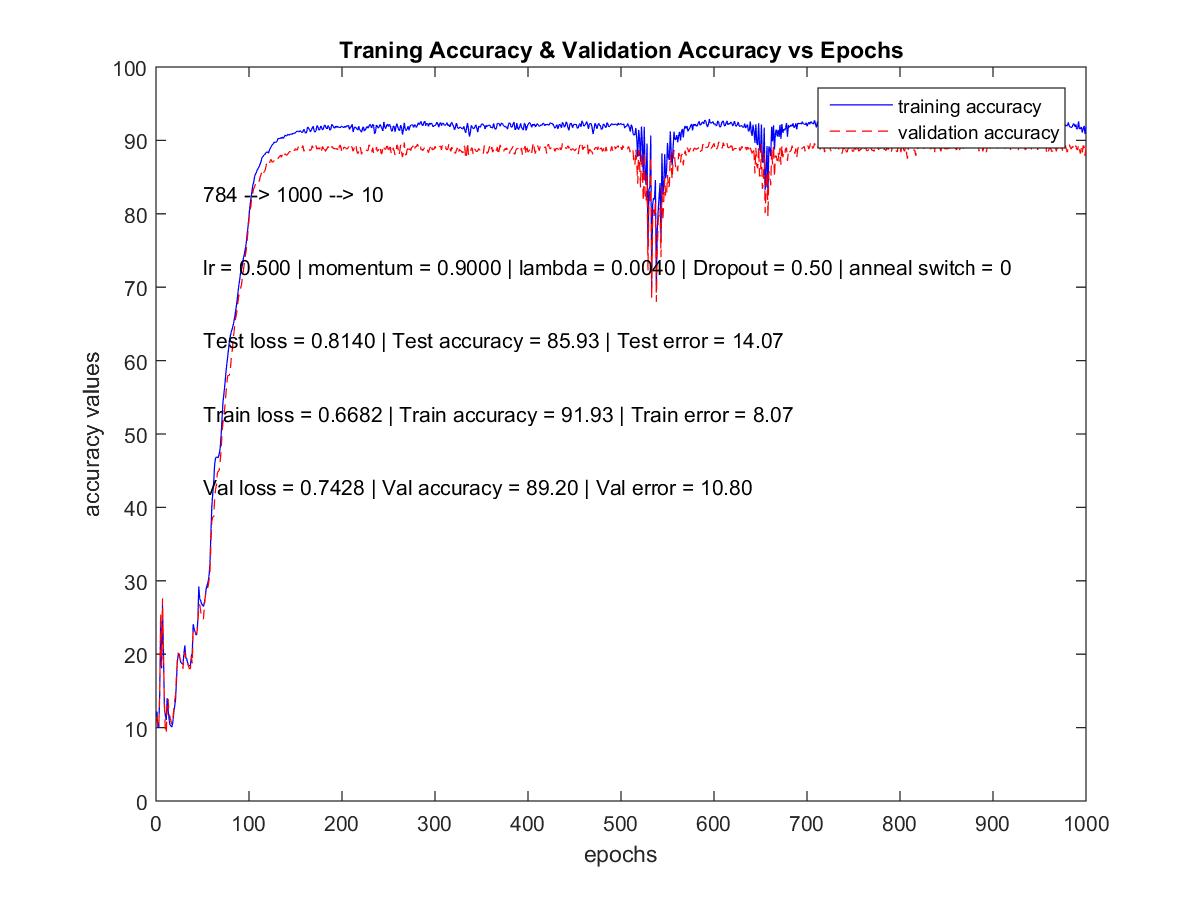 Traning Accuracy & Validation Accuracy vs Epochs
100
90
80
70
60
50
40
30
20
10
0
accuracy values
training accuracy
validation accuracy
784 --> 1000 --> 10
lr = 0.500 | momentum = 0.9000 | lambda = 0.0040 | Dropout = 0.50 | anneal switch = 0
Test loss = 0.8140 | Test accuracy = 85.93 | Test error = 14.07
Train loss = 0.6682 | Train accuracy = 91.93 | Train error = 8.07
Val loss = 0.7428 | Val accuracy = 89.20 | Val error = 10.80
0 100 200 300 400 500 600 700 800 900 1000
epochs